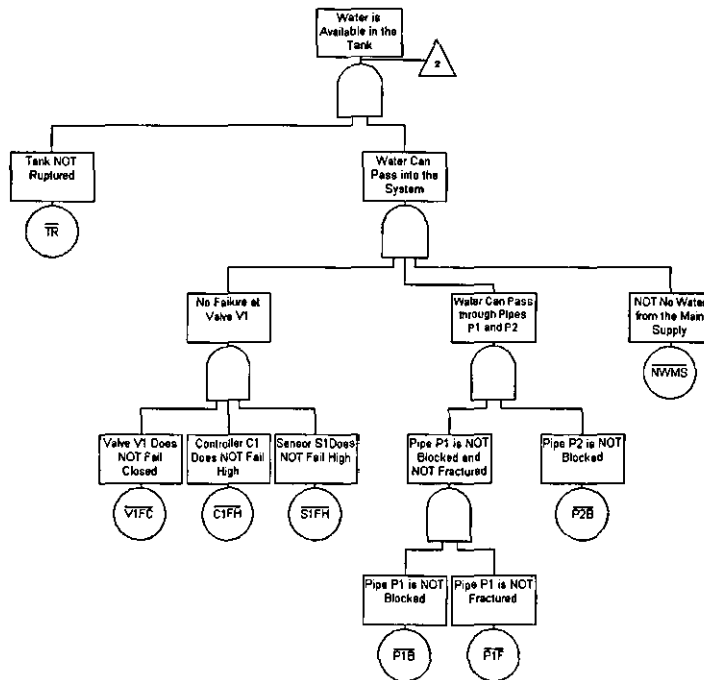 Water is
Available in the
Tank
2
Tank NOT
Ruptured
Water Can
Pass into the
System
TR
No Failure at
Valve V1
Water Can Pass
through Pipes
P1 and P2
NOT No Water
from the Main
Supply
NWMS
Valve V1 Does
NOT Fail
Closed
Controller C1
Does NOT Fail
High
Sensor S1Does
NOT Fail High
Pipe P1 is NOT
Blocked and
NOT Fractured
Pipe P2 is NOT
Blocked
V1FC
C1FH
S1FH
P2B
Pipe P1 is NOT
Blocked
Pipe P1 is NOT
Fractured
P1B
P1F